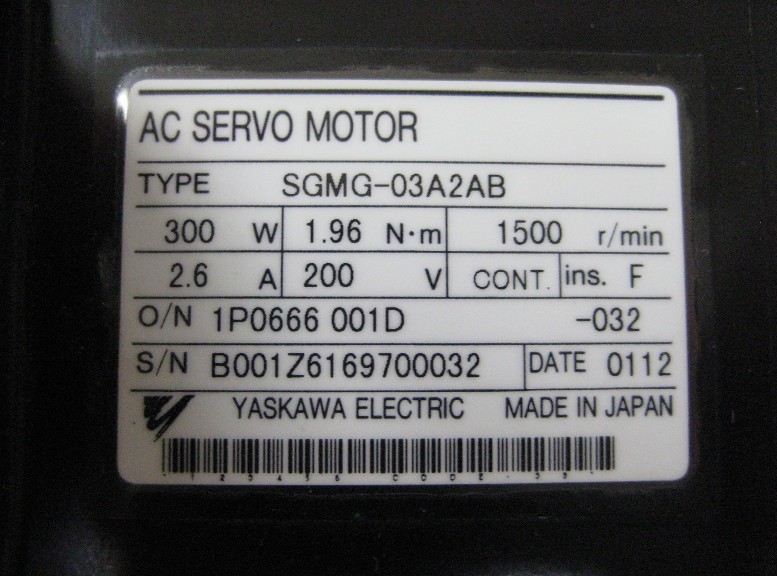 AC SERVO MOTOR
TYPE SGMG-03A2AB
300 W 1.96 N·m 1500 r/min
2.6 A 200 V CONT. ins. F
O/N 1P0666 001D -032
S/N B001Z6169700032 DATE 0112
YASKAWA ELECTRIC MADE IN JAPAN